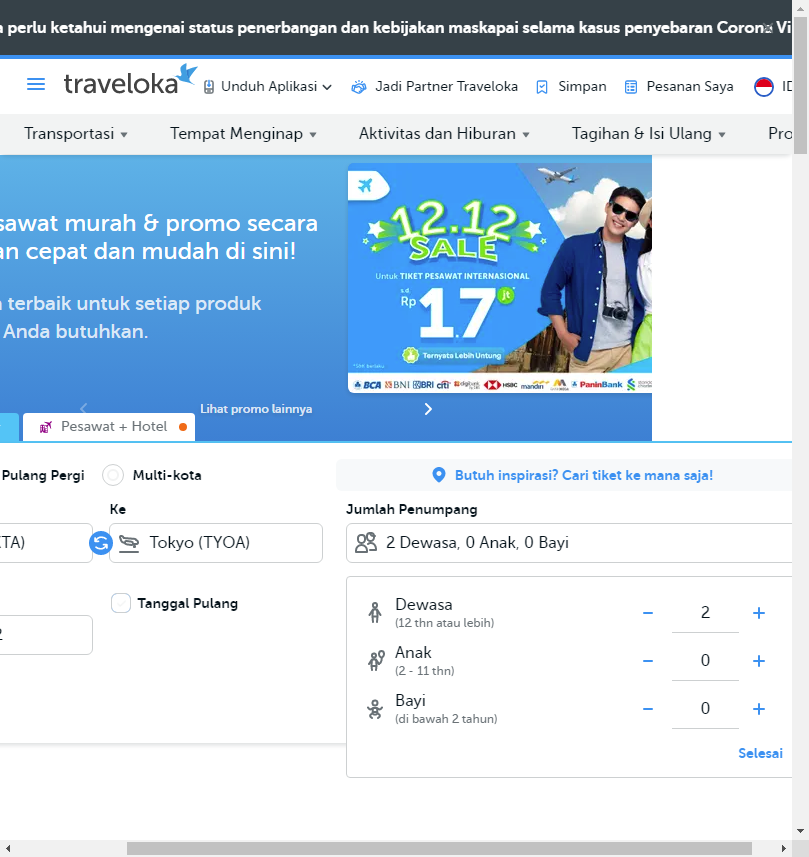 a perlu ketahui mengenai status penerbangan dan kebijakan maskapai selama kasus penyebaran Corona Vi
traveloka
Unduh Aplikasi
Jadi Partner Traveloka
Simpan
Pesanan Saya
ID
Transportasi
Tempat Menginap
Aktivitas dan Hiburan
Tagihan & Isi Ulang
Pro
esawat murah & promo secara
an cepat dan mudah di sini!
terbaik untuk setiap produk
Anda butuhkan.
12.12
SALE
Untuk TIKET PESAWAT INTERNASIONAL
s.d.
Rp 1.7 jt*
Ternyata Lebih Untung
BCA BNI BRI citi digibank HSBC mandiri PaninBank
Lihat promo lainnya
Pesawat + Hotel
Pulang Pergi
Multi-kota
Butuh inspirasi? Cari tiket ke mana saja!
Ke
Jumlah Penumpang
TA)
Tokyo (TYOA)
2 Dewasa, 0 Anak, 0 Bayi
Tanggal Pulang
2
Dewasa
(12 thn atau lebih)
− 2 +
Anak
(2 - 11 thn)
− 0 +
Bayi
(di bawah 2 tahun)
− 0 +
Selesai